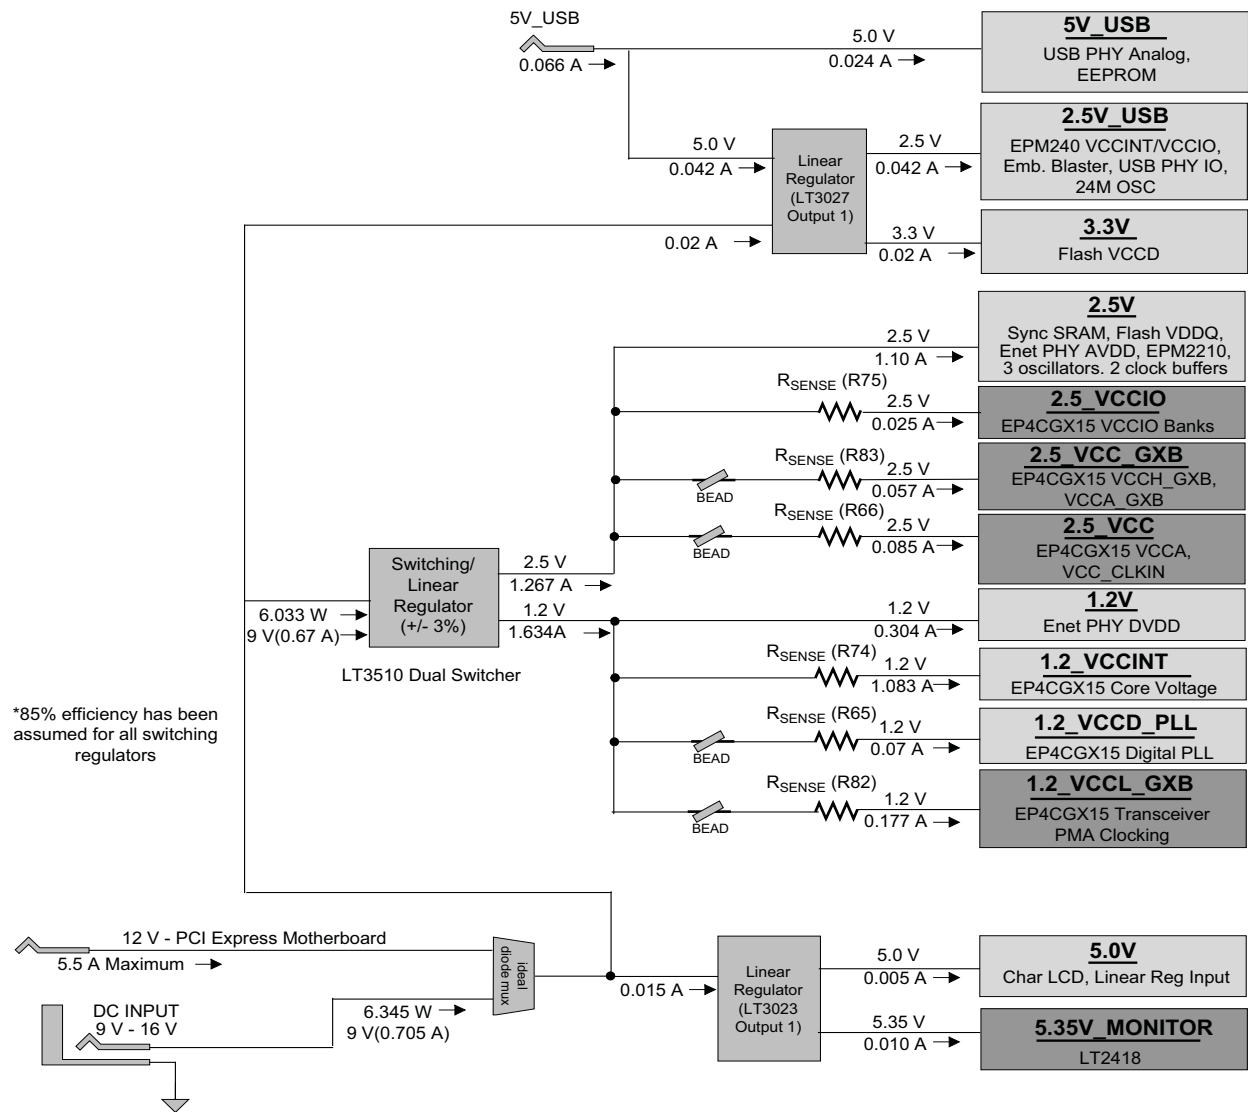 5V_USB
0.066 A
5.0 V
0.024 A
5V_USB
USB PHY Analog,
EEPROM
5.0 V
0.042 A
Linear
Regulator
(LT3027
Output 1)
2.5 V
0.042 A
2.5V_USB
EPM240 VCCINT/VCCIO,
Emb. Blaster, USB PHY IO,
24M OSC
0.02 A
3.3 V
0.02 A
3.3V
Flash VCCD
2.5 V
1.10 A
2.5V
Sync SRAM, Flash VDDQ,
Enet PHY AVDD, EPM2210,
3 oscillators. 2 clock buffers
RSENSE (R75)
2.5 V
0.025 A
2.5_VCCIO
EP4CGX15 VCCIO Banks
BEAD
RSENSE (R83)
2.5 V
0.057 A
2.5_VCC_GXB
EP4CGX15 VCCH_GXB,
VCCA_GXB
BEAD
RSENSE (R66)
2.5 V
0.085 A
2.5_VCC
EP4CGX15 VCCA,
VCC_CLKIN
6.033 W
9 V(0.67 A)
Switching/
Linear
Regulator
(+/- 3%)
LT3510 Dual Switcher
2.5 V
1.267 A
1.2 V
1.634A
1.2 V
0.304 A
1.2V
Enet PHY DVDD
RSENSE (R74)
1.2 V
1.083 A
1.2_VCCINT
EP4CGX15 Core Voltage
*85% efficiency has been
assumed for all switching
regulators
BEAD
RSENSE (R65)
1.2 V
0.07 A
1.2_VCCD_PLL
EP4CGX15 Digital PLL
BEAD
RSENSE (R82)
1.2 V
0.177 A
1.2_VCCL_GXB
EP4CGX15 Transceiver
PMA Clocking
12 V - PCI Express Motherboard
5.5 A Maximum
DC INPUT
9 V - 16 V
6.345 W
9 V(0.705 A)
ideal
diode mux
0.015 A
Linear
Regulator
(LT3023
Output 1)
5.0 V
0.005 A
5.0V
Char LCD, Linear Reg Input
5.35 V
0.010 A
5.35V_MONITOR
LT2418